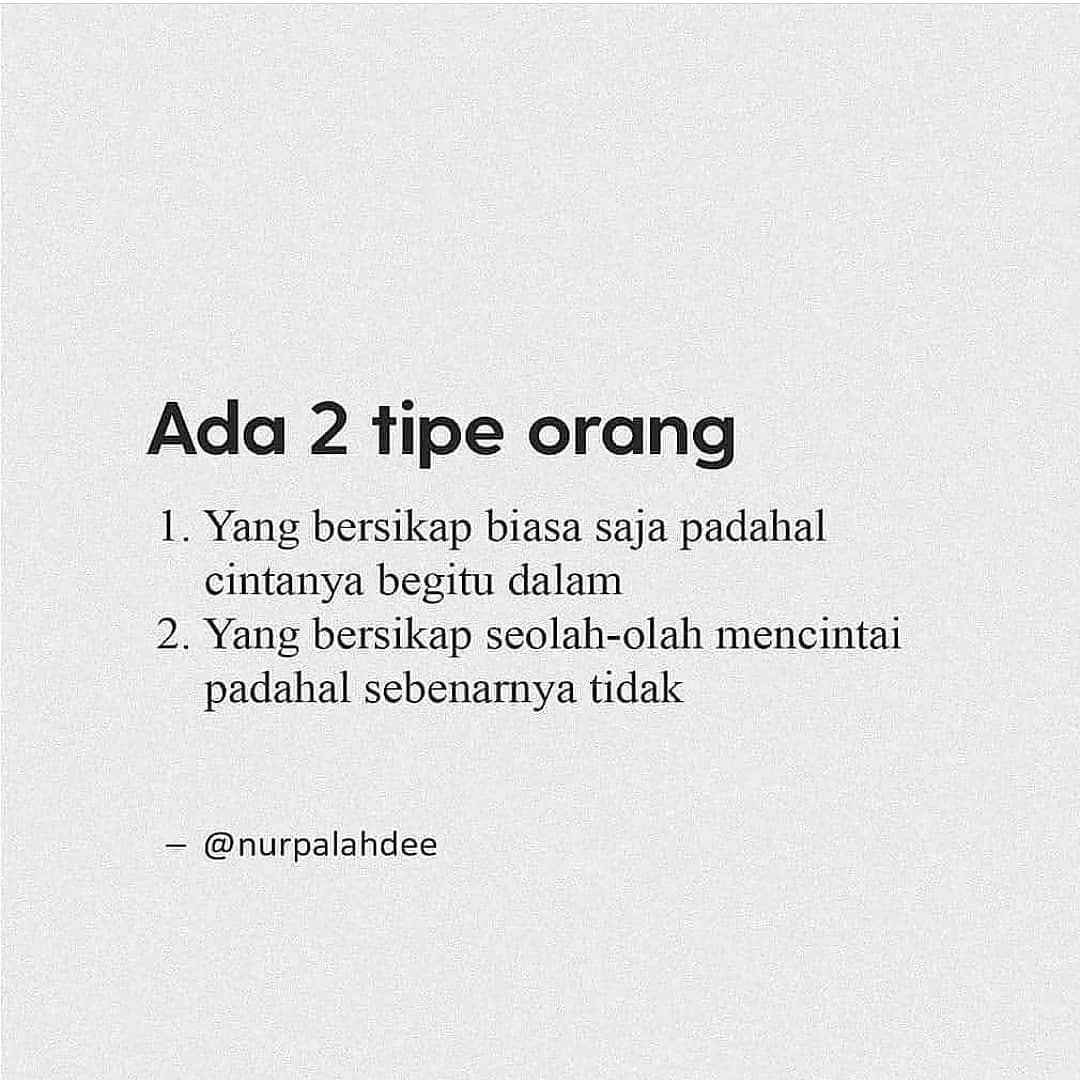 Ada 2 tipe orang
1. Yang bersikap biasa saja padahal
cintanya begitu dalam
2. Yang bersikap seolah-olah mencintai
padahal sebenarnya tidak
– @nurpalahdee